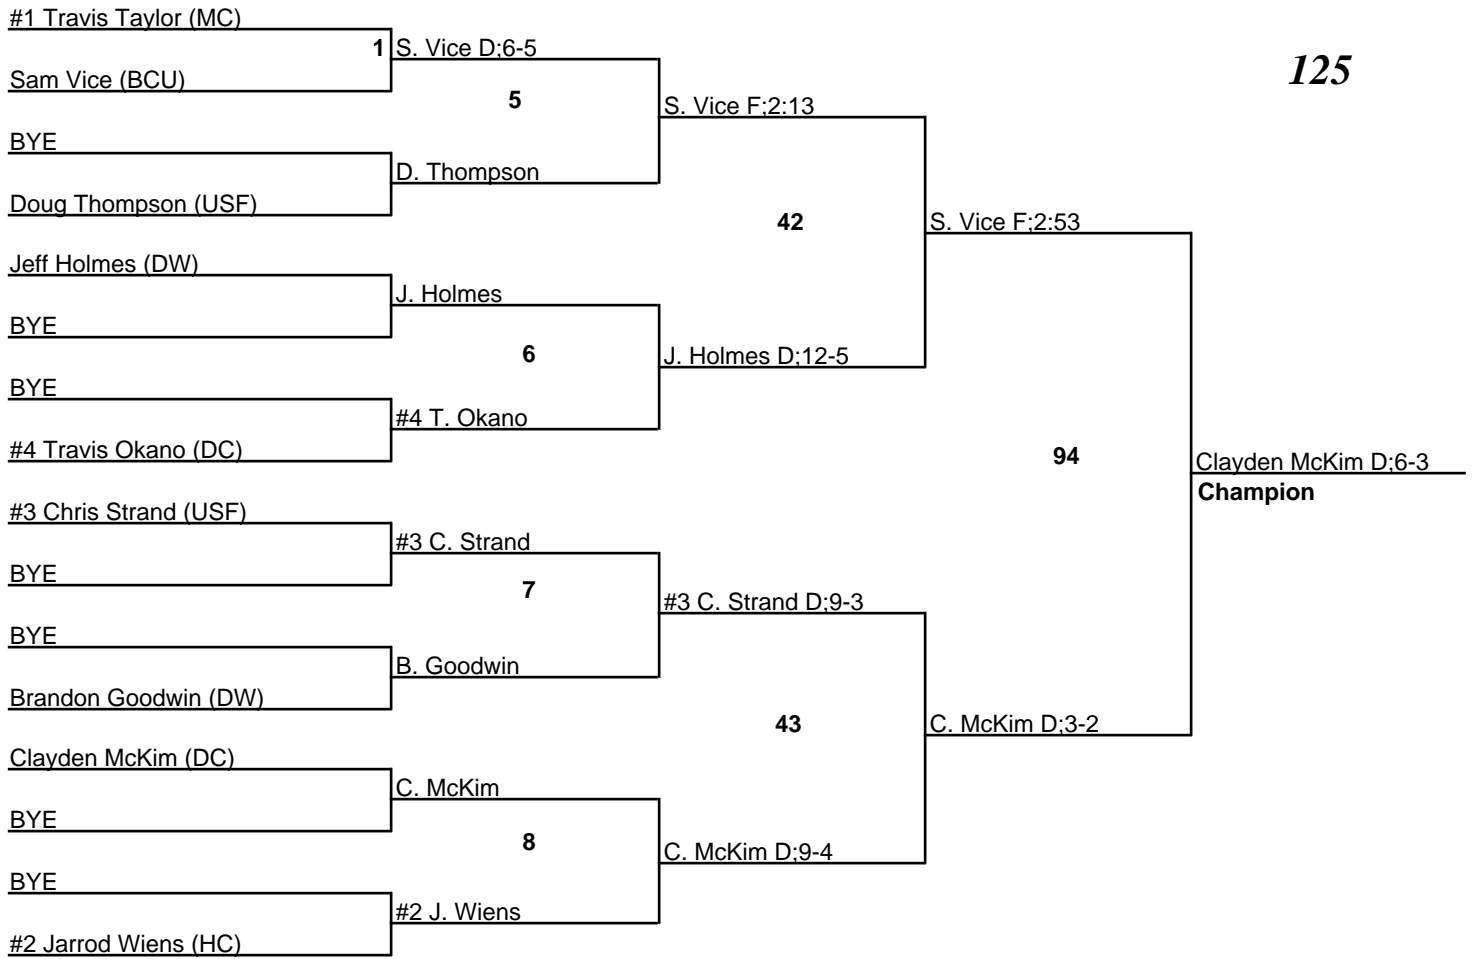 #1 Travis Taylor (MC)
1 S. Vice D;6-5
125
Sam Vice (BCU)
5
S. Vice F;2:13
BYE
D. Thompson
Doug Thompson (USF)
42
S. Vice F;2:53
Jeff Holmes (DW)
J. Holmes
BYE
6
J. Holmes D;12-5
BYE
#4 T. Okano
#4 Travis Okano (DC)
94
Clayden McKim D;6-3
Champion
#3 Chris Strand (USF)
#3 C. Strand
BYE
7
#3 C. Strand D;9-3
BYE
B. Goodwin
Brandon Goodwin (DW)
43
C. McKim D;3-2
Clayden McKim (DC)
C. McKim
BYE
8
C. McKim D;9-4
BYE
#2 J. Wiens
#2 Jarrod Wiens (HC)